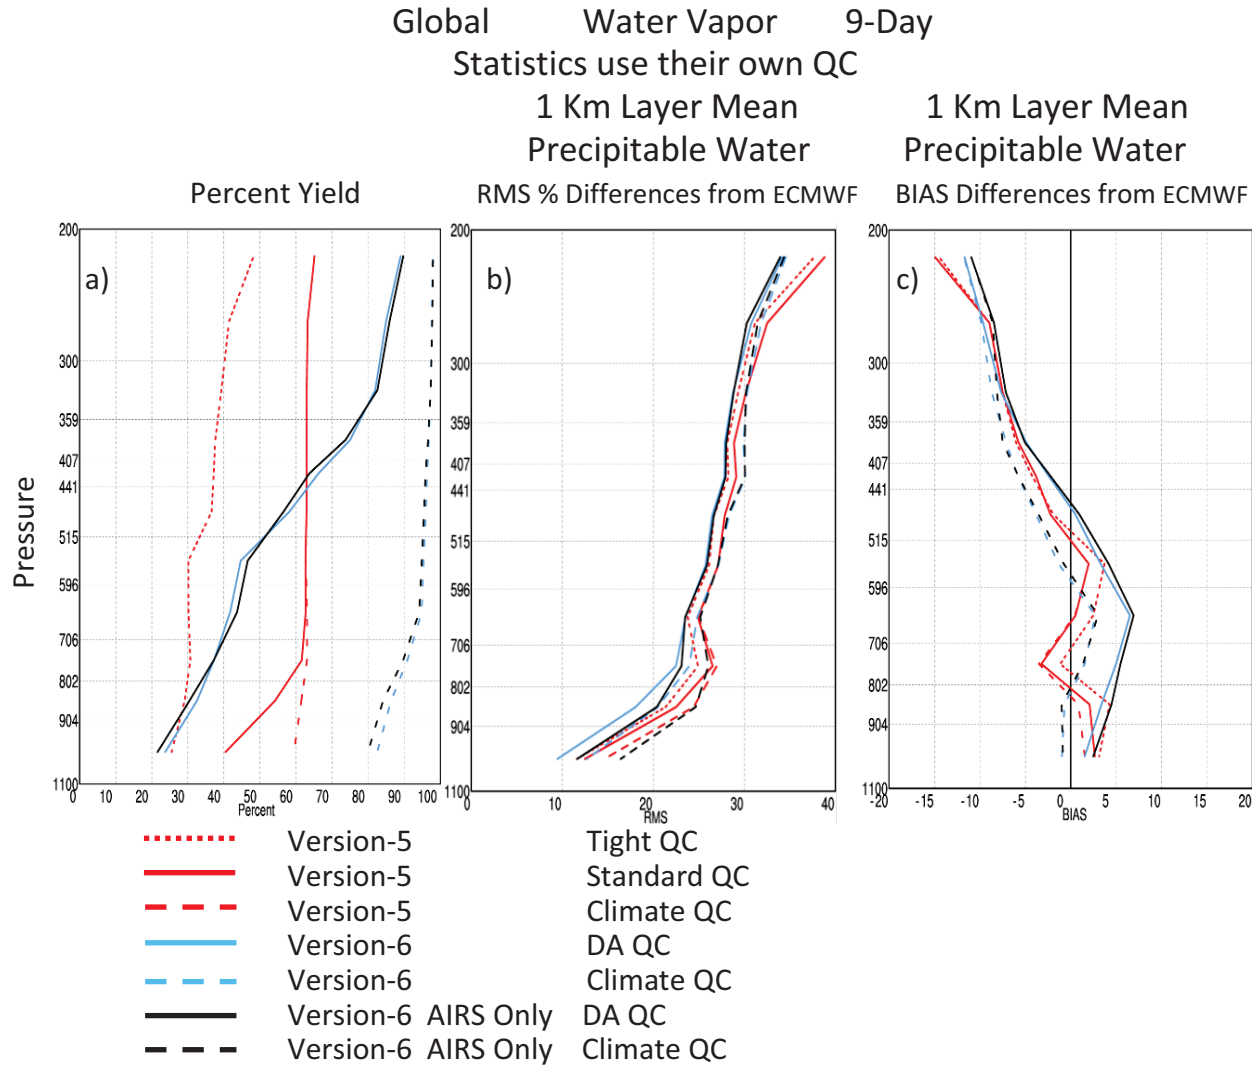 Global Water Vapor 9-Day
Statistics use their own QC
1 Km Layer Mean 1 Km Layer Mean
Precipitable Water Precipitable Water
Percent Yield RMS % Differences from ECMWF BIAS Differences from ECMWF
Pressure
a)
200
300
359
407
441
515
596
706
802
904
1100
0 10 20 30 40 50 60 70 80 90 100
Percent
b)
200
300
359
407
441
515
596
706
802
904
1100
10 20 30 40
RMS
c)
200
300
359
407
441
515
596
706
802
904
1100
-20 -15 -10 -5 0 5 10 15 20
BIAS
Version-5 Tight QC
Version-5 Standard QC
Version-5 Climate QC
Version-6 DA QC
Version-6 Climate QC
Version-6 AIRS Only DA QC
Version-6 AIRS Only Climate QC